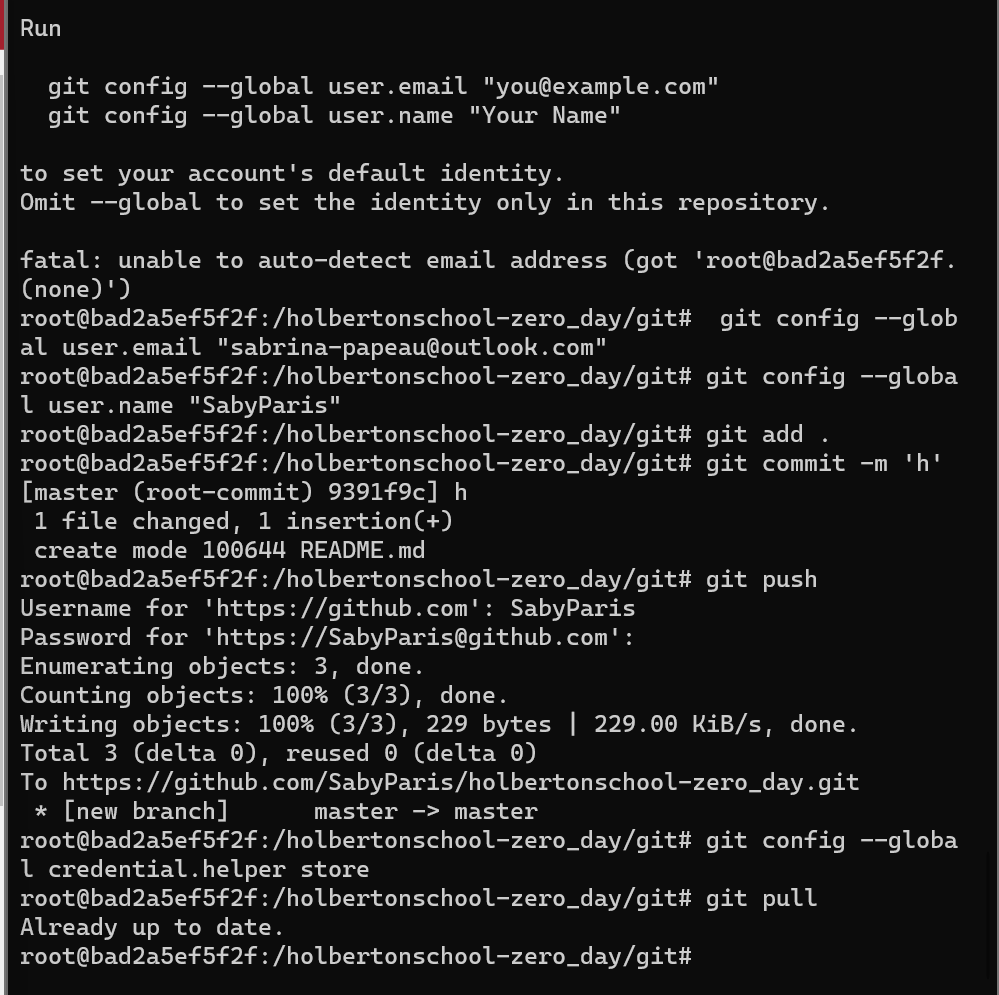 Run
git config --global user.email "you@example.com"
git config --global user.name "Your Name"
to set your account's default identity.
Omit --global to set the identity only in this repository.
fatal: unable to auto-detect email address (got 'root@bad2a5ef5f2f.
(none)')
root@bad2a5ef5f2f:/holbertonschool-zero_day/git#  git config --glob
al user.email "sabrina-papeau@outlook.com"
root@bad2a5ef5f2f:/holbertonschool-zero_day/git# git config --globa
l user.name "SabyParis"
root@bad2a5ef5f2f:/holbertonschool-zero_day/git# git add .
root@bad2a5ef5f2f:/holbertonschool-zero_day/git# git commit -m 'h'
[master (root-commit) 9391f9c] h
1 file changed, 1 insertion(+)
create mode 100644 README.md
root@bad2a5ef5f2f:/holbertonschool-zero_day/git# git push
Username for 'https://github.com': SabyParis
Password for 'https://SabyParis@github.com':
Enumerating objects: 3, done.
Counting objects: 100% (3/3), done.
Writing objects: 100% (3/3), 229 bytes | 229.00 KiB/s, done.
Total 3 (delta 0), reused 0 (delta 0)
To https://github.com/SabyParis/holbertonschool-zero_day.git
* [new branch]      master -> master
root@bad2a5ef5f2f:/holbertonschool-zero_day/git# git config --globa
l credential.helper store
root@bad2a5ef5f2f:/holbertonschool-zero_day/git# git pull
Already up to date.
root@bad2a5ef5f2f:/holbertonschool-zero_day/git#